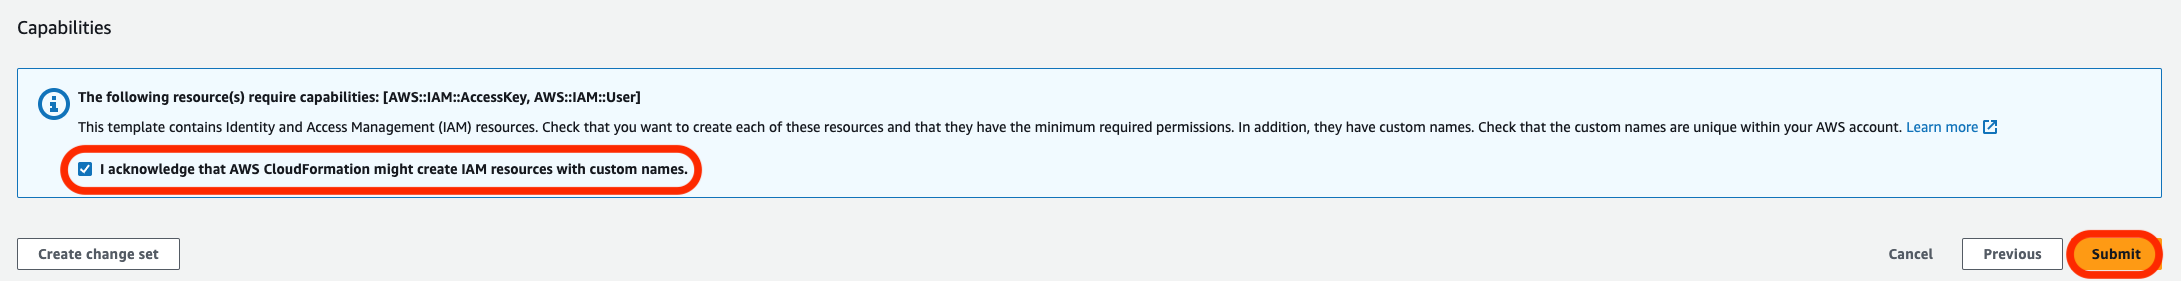 Capabilities
The following resource(s) require capabilities: [AWS::IAM::AccessKey, AWS::IAM::User]
This template contains Identity and Access Management (IAM) resources. Check that you want to create each of these resources and that they have the minimum required permissions. In addition, they have custom names. Check that the custom names are unique within your AWS account. Learn more
I acknowledge that AWS CloudFormation might create IAM resources with custom names.
Create change set
Cancel
Previous
Submit